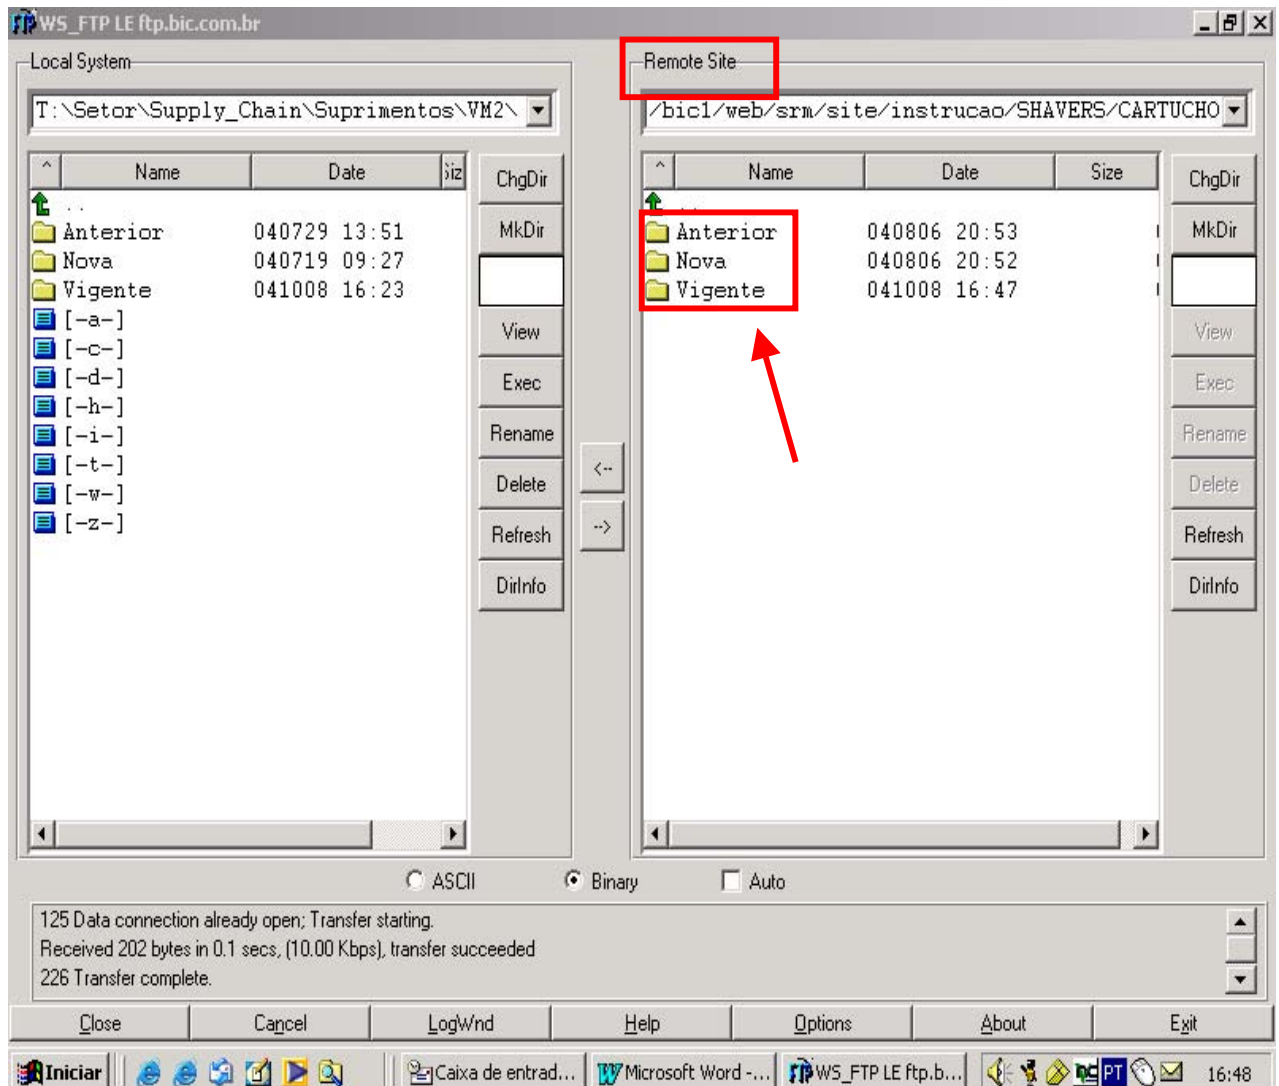 WS_FTP LE ftp.bic.com.br
Local System
T:\Setor\Supply_Chain\Suprimentos\VM2\
^ Name Date Siz
..
Anterior 040729 13:51
Nova 040719 09:27
Vigente 041008 16:23
[-a-]
[-c-]
[-d-]
[-h-]
[-i-]
[-t-]
[-w-]
[-z-]
ChgDir
MkDir
View
Exec
Rename
Delete
Refresh
DirInfo
<--
-->
Remote Site
/bic1/web/srm/site/instrucao/SHAVERS/CARTUCHO
^ Name Date Size
..
Anterior 040806 20:53
Nova 040806 20:52
Vigente 041008 16:47
ChgDir
MkDir
View
Exec
Rename
Delete
Refresh
DirInfo
ASCII Binary Auto
125 Data connection already open; Transfer starting.
Received 202 bytes in 0.1 secs, (10.00 Kbps), transfer succeeded
226 Transfer complete.
Close Cancel LogWnd Help Options About Exit
Iniciar Caixa de entrad... Microsoft Word -... WS_FTP LE ftp.b... PT 16:48